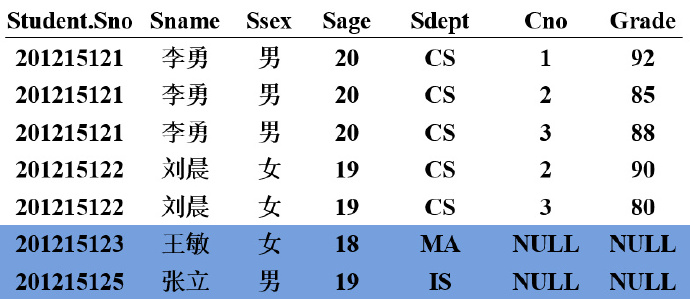 Student.Sno Sname Ssex Sage Sdept Cno Grade
201215121 李勇 男 20 CS 1 92
201215121 李勇 男 20 CS 2 85
201215121 李勇 男 20 CS 3 88
201215122 刘晨 女 19 CS 2 90
201215122 刘晨 女 19 CS 3 80
201215123 王敏 女 18 MA NULL NULL
201215125 张立 男 19 IS NULL NULL